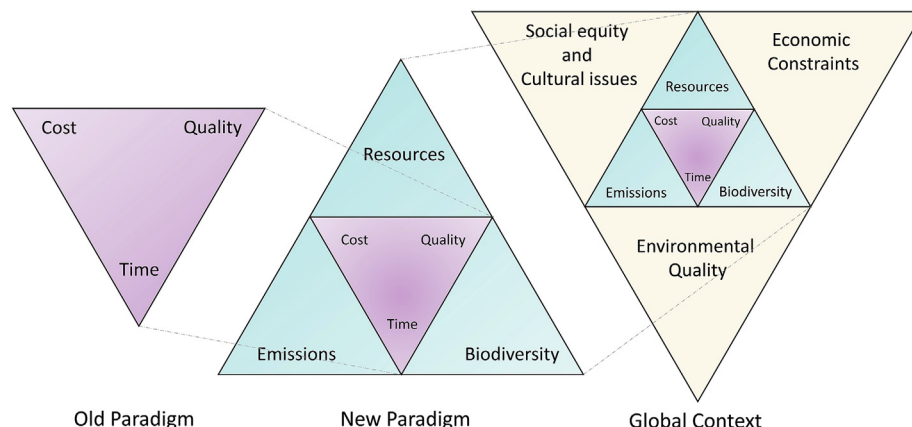 Cost Quality
Time
Old Paradigm
Resources
Cost Quality
Time
Emissions Biodiversity
New Paradigm
Social equity
and
Cultural issues
Economic
Constraints
Resources
Cost Quality
Time
Emissions Biodiversity
Environmental
Quality
Global Context